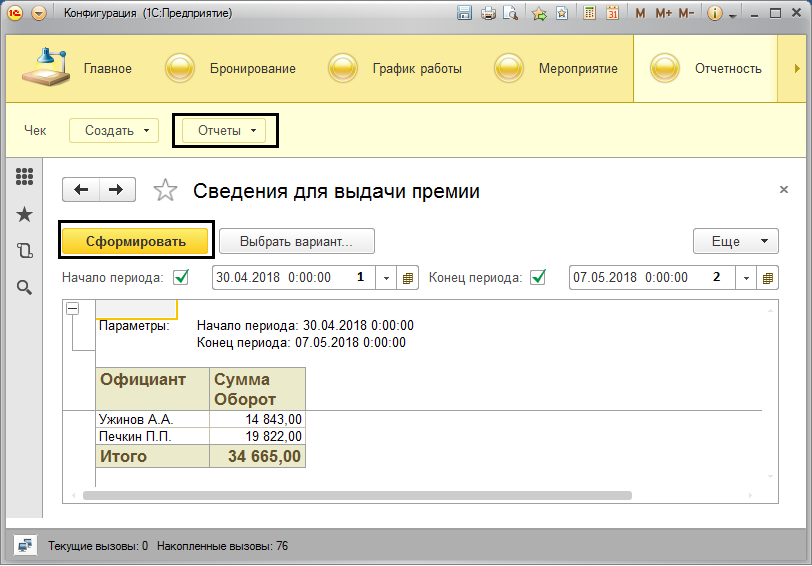 Конфигурация (1С:Предприятие)
M M+ M-
Главное Бронирование График работы Мероприятие Отчетность
Чек Создать Отчеты
Сведения для выдачи премии
Сформировать Выбрать вариант... Еще
Начало периода: 30.04.2018 0:00:00 1 Конец периода: 07.05.2018 0:00:00 2
Параметры: Начало периода: 30.04.2018 0:00:00
Конец периода: 07.05.2018 0:00:00
Официант Сумма
Оборот
Ужинов А.А. 14 843,00
Печкин П.П. 19 822,00
Итого 34 665,00
Текущие вызовы: 0 Накопленные вызовы: 76